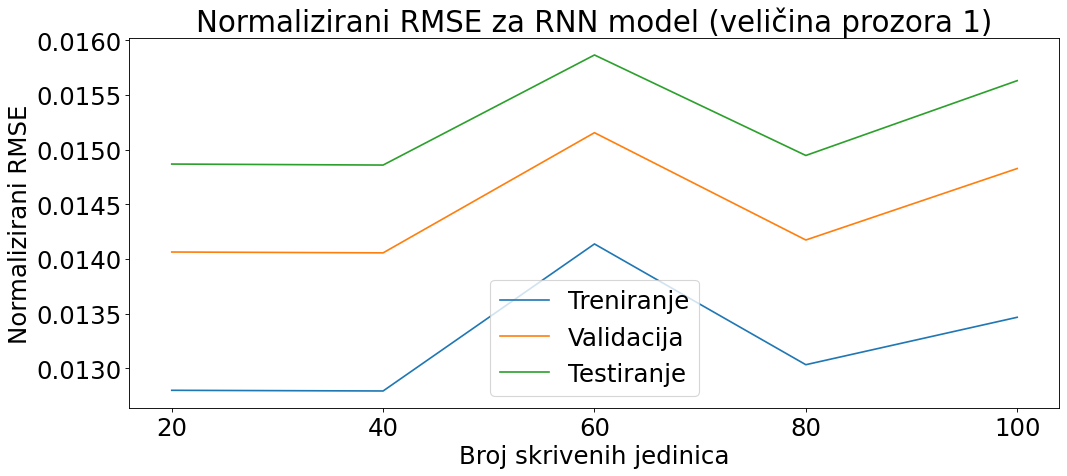 Normalizirani RMSE za RNN model (veličina prozora 1)
Normalizirani RMSE
0.0160
0.0155
0.0150
0.0145
0.0140
0.0135
0.0130
Treniranje
Validacija
Testiranje
20 40 60 80 100
Broj skrivenih jedinica